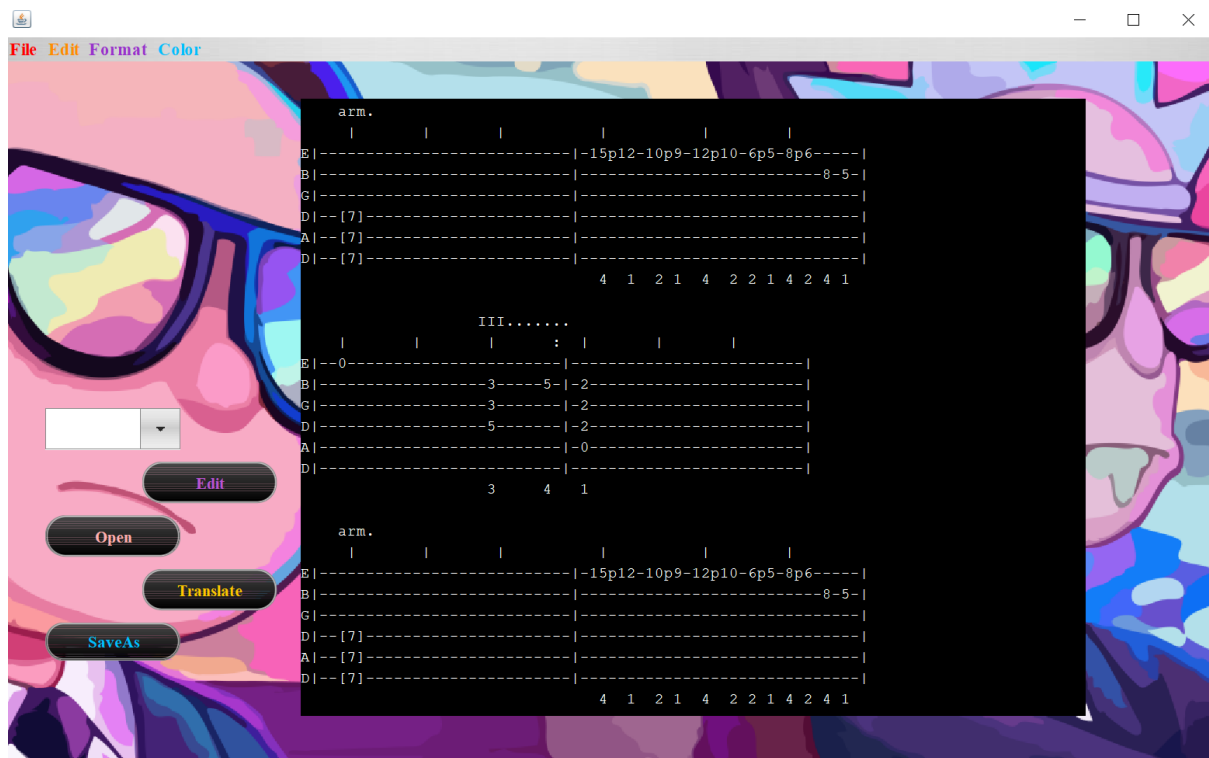 File Edit Format Color
    arm.
     |       |       |          |          |        |
E|---------------------------|-15p12-10p9-12p10-6p5-8p6-----|
B|---------------------------|--------------------------8-5-|
G|---------------------------|------------------------------|
D|--[7]----------------------|------------------------------|
A|--[7]----------------------|------------------------------|
D|--[7]----------------------|------------------------------|
                                4  1  2 1  4  2 2 1 4 2 4 1
                   III.......
    |       |       |      :  |       |       |
E|--0-----------------------|-------------------------|
B|------------------3-----5-|-2-----------------------|
G|------------------3-------|-2-----------------------|
D|------------------5-------|-2-----------------------|
A|--------------------------|-0-----------------------|
D|--------------------------|-------------------------|
                    3     4   1
    arm.
     |       |       |          |          |        |
E|---------------------------|-15p12-10p9-12p10-6p5-8p6-----|
B|---------------------------|--------------------------8-5-|
G|---------------------------|------------------------------|
D|--[7]----------------------|------------------------------|
A|--[7]----------------------|------------------------------|
D|--[7]----------------------|------------------------------|
                                4  1  2 1  4  2 2 1 4 2 4 1
Edit
Open
Translate
SaveAs